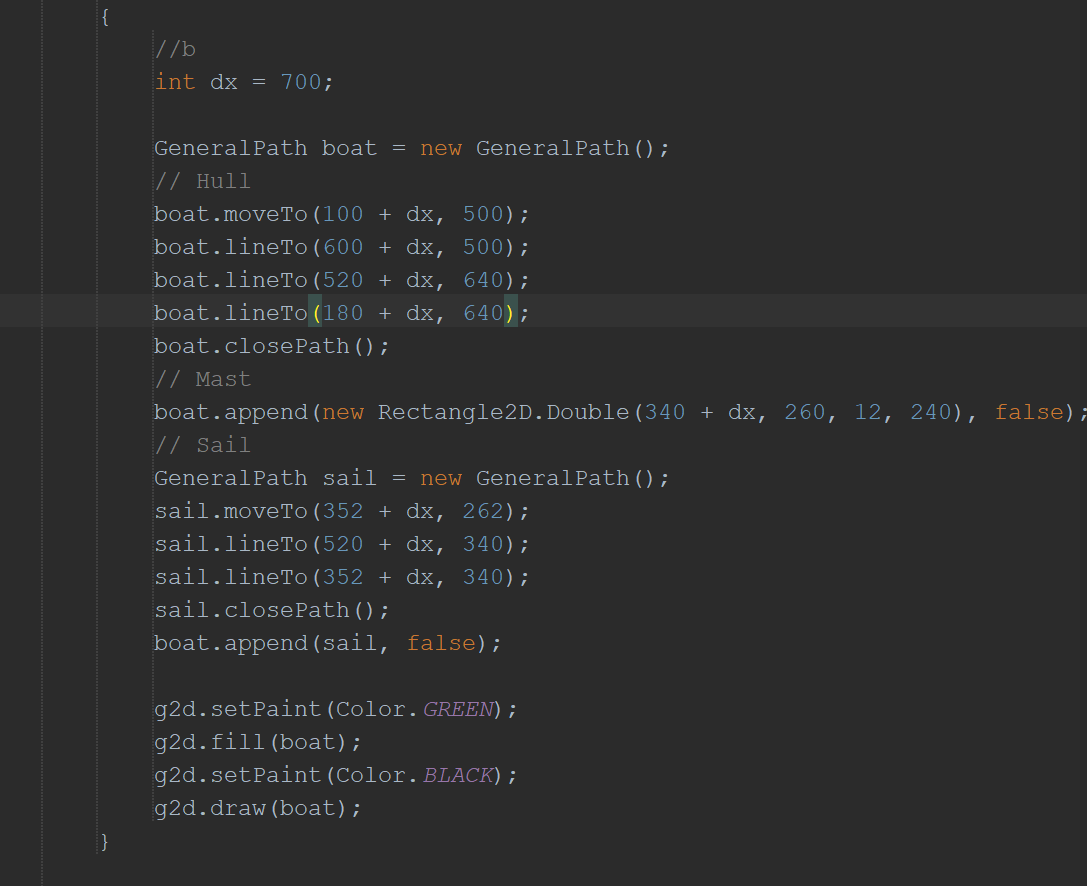 {
//b
int dx = 700;
GeneralPath boat = new GeneralPath();
// Hull
boat.moveTo(100 + dx, 500);
boat.lineTo(600 + dx, 500);
boat.lineTo(520 + dx, 640);
boat.lineTo(180 + dx, 640);
boat.closePath();
// Mast
boat.append(new Rectangle2D.Double(340 + dx, 260, 12, 240), false);
// Sail
GeneralPath sail = new GeneralPath();
sail.moveTo(352 + dx, 262);
sail.lineTo(520 + dx, 340);
sail.lineTo(352 + dx, 340);
sail.closePath();
boat.append(sail, false);
g2d.setPaint(Color.GREEN);
g2d.fill(boat);
g2d.setPaint(Color.BLACK);
g2d.draw(boat);
}